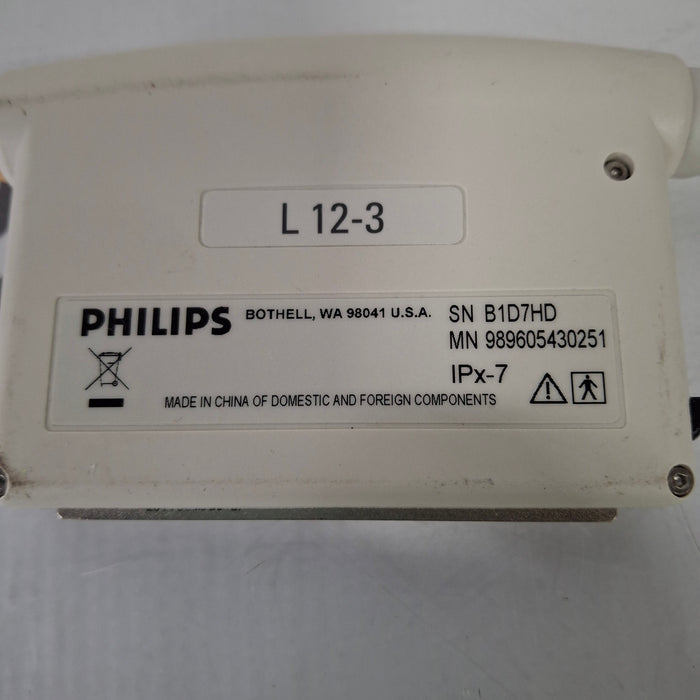 L 12-3
PHILIPS BOTHELL, WA 98041 U.S.A. SN B1D7HD
MN 989605430251
IPx-7
MADE IN CHINA OF DOMESTIC AND FOREIGN COMPONENTS